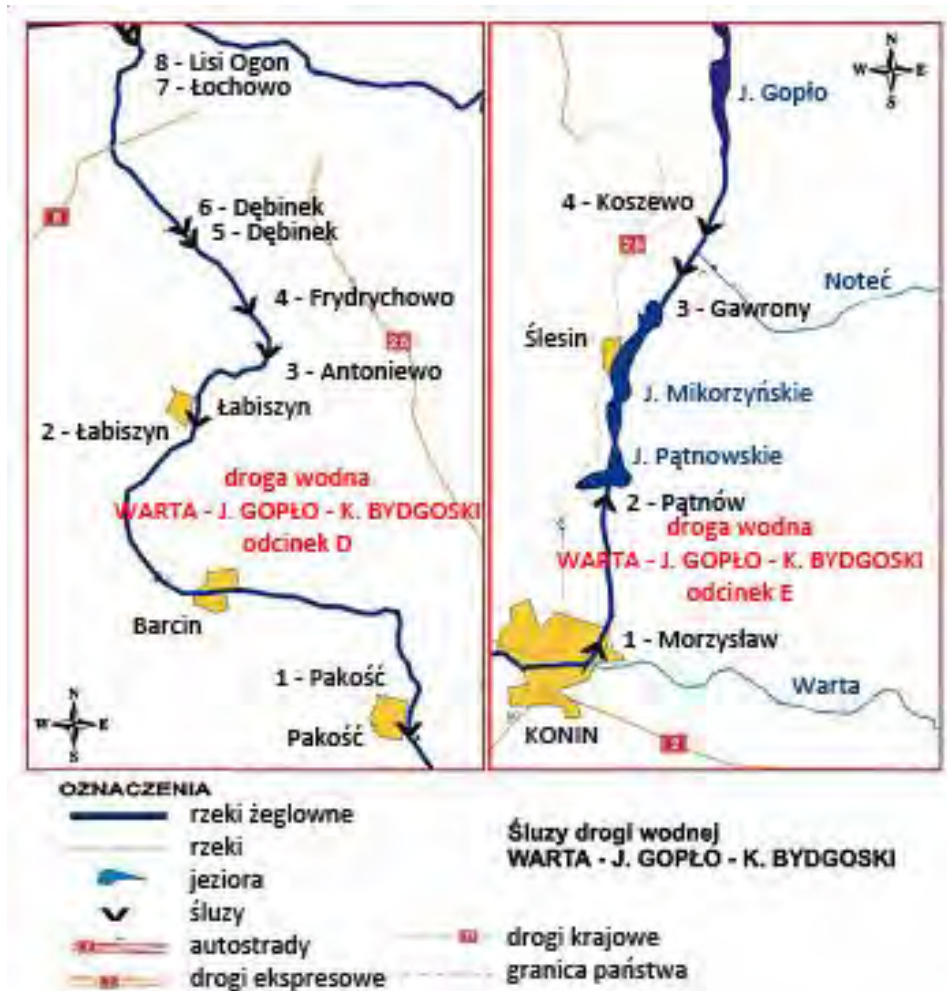 8 - Lisi Ogon
7 - Łochowo
6 - Dębinek
5 - Dębinek
4 - Frydrychowo
25
3 - Antoniewo
Łabiszyn
2 - Łabiszyn
droga wodna
WARTA - J. GOPŁO - K. BYDGOSKI
odcinek D
Barcin
1 - Pakość
Pakość
N
W E
S
N
W E
S
J. Gopło
4 - Koszewo
Noteć
3 - Gawrony
Ślesin
J. Mikorzyńskie
J. Pątnowskie
2 - Pątnów
droga wodna
WARTA - J. GOPŁO - K. BYDGOSKI
odcinek E
1 - Morzysław
Warta
KONIN
2
OZNACZENIA
rzeki żeglowne
rzeki
jeziora
śluzy
autostrady
drogi ekspresowe
Śluzy drogi wodnej
WARTA - J. GOPŁO - K. BYDGOSKI
drogi krajowe
granica państwa